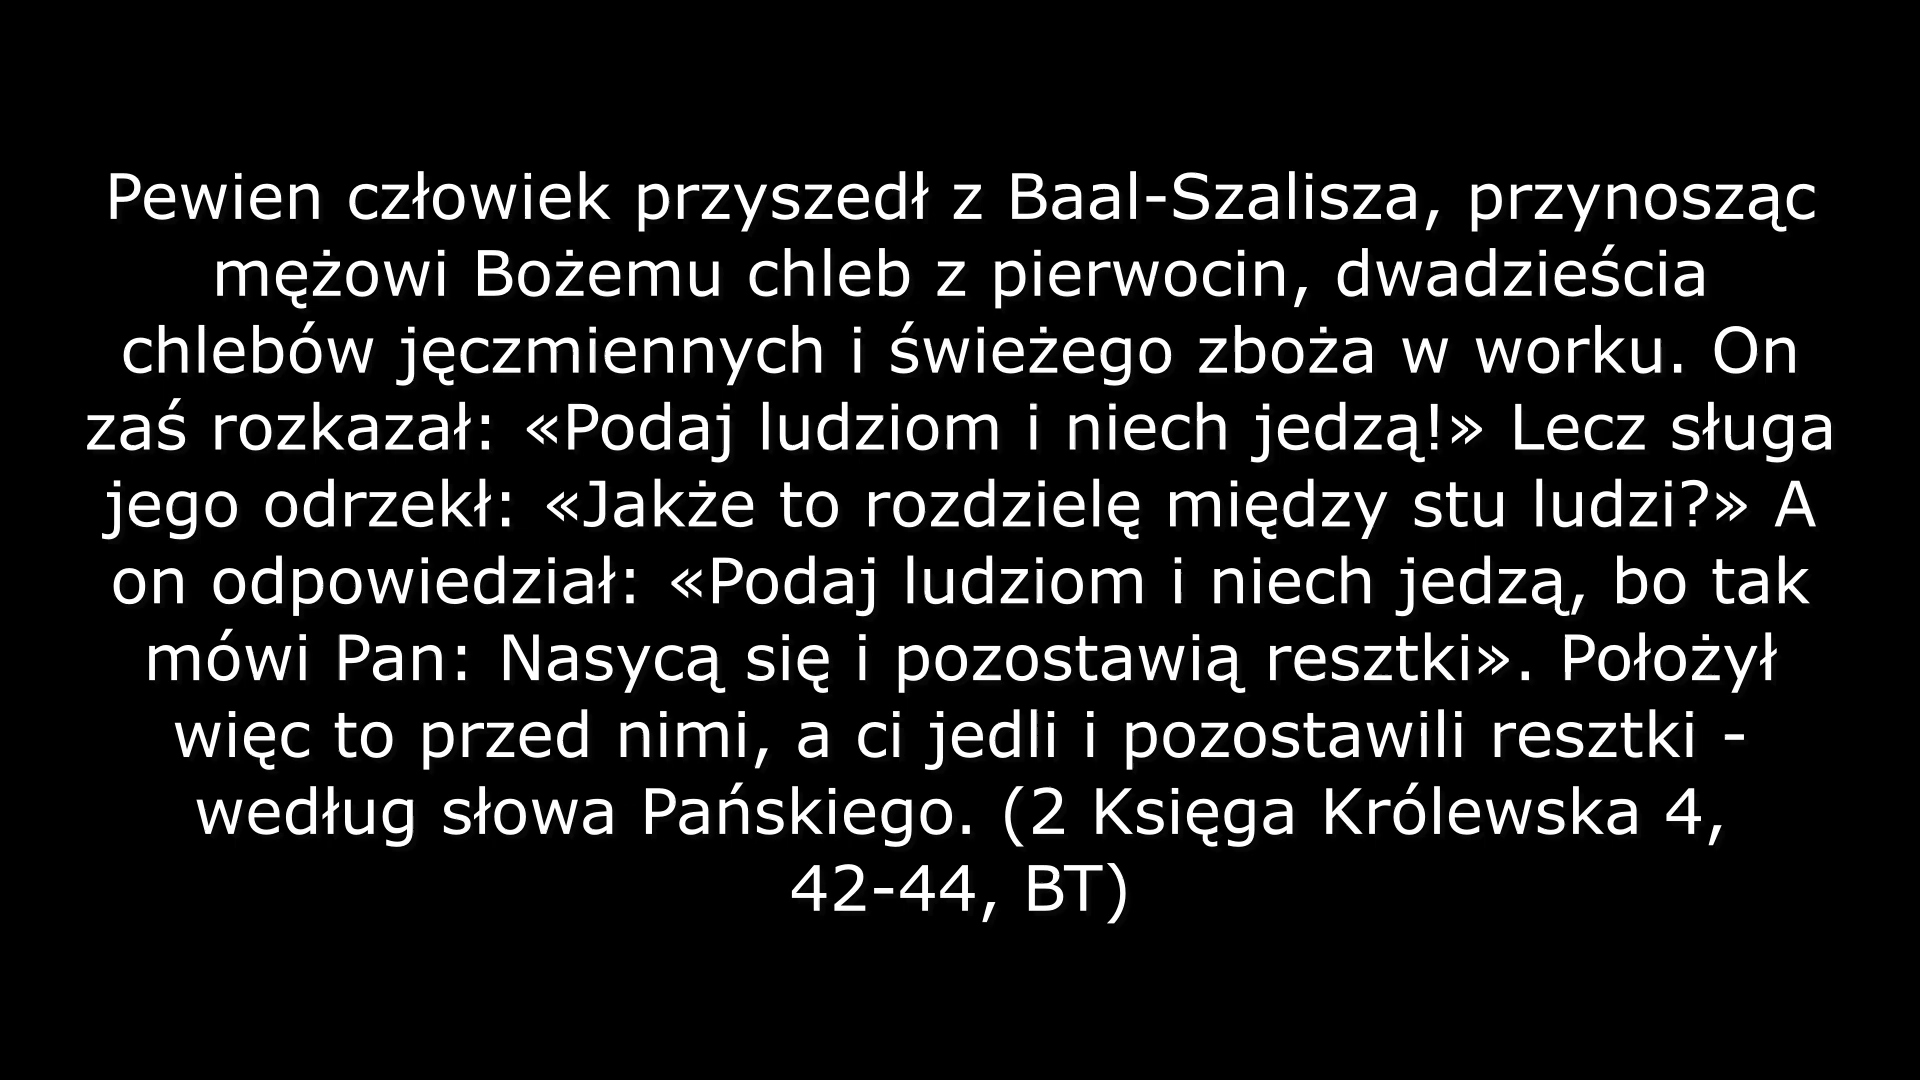 Pewien człowiek przyszedł z Baal-Szalisza, przynosząc
mężowi Bożemu chleb z pierwocin, dwadzieścia
chlebów jęczmiennych i świeżego zboża w worku. On
zaś rozkazał: «Podaj ludziom i niech jedzą!» Lecz sługa
jego odrzekł: «Jakże to rozdzielę między stu ludzi?» A
on odpowiedział: «Podaj ludziom i niech jedzą, bo tak
mówi Pan: Nasycą się i pozostawią resztki». Położył
więc to przed nimi, a ci jedli i pozostawili resztki -
według słowa Pańskiego. (2 Księga Królewska 4,
42-44, BT)